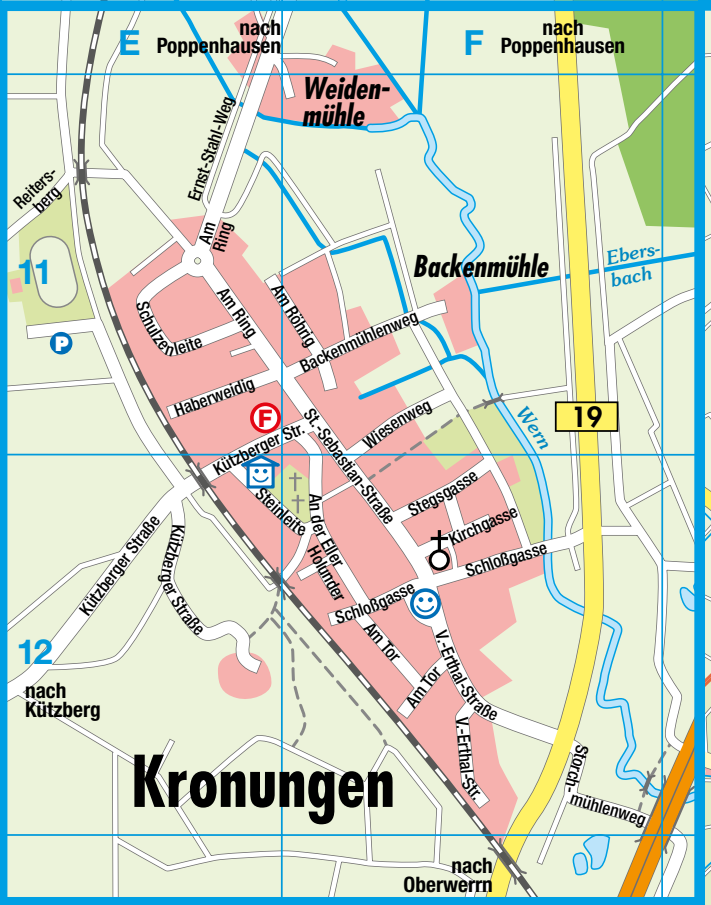 E
nach
Poppenhausen
F
nach
Poppenhausen
Weiden-
mühle
Ernst-Stahl-Weg
Reiters-
berg
Am
Ring
11
Backenmühle
Ebers-
bach
Am Ring
Am Röhrig
Schulzenleite
Backenmühlenweg
P
Haberweidig
F
St.-Sebastian-Straße
Wiesenweg
Wern
19
Kützberger Str.
Steinleite
An der Eller
Stegsgasse
Kirchgasse
Schloßgasse
Holunder
Kützberger Straße
Kützberger Straße
Schloßgasse
Am Tor
12
nach
Kützberg
Am Tor
V.-Erthal-Straße
V.-Erthal-Str.
Storch-
mühlenweg
Kronungen
nach
Oberwerrn